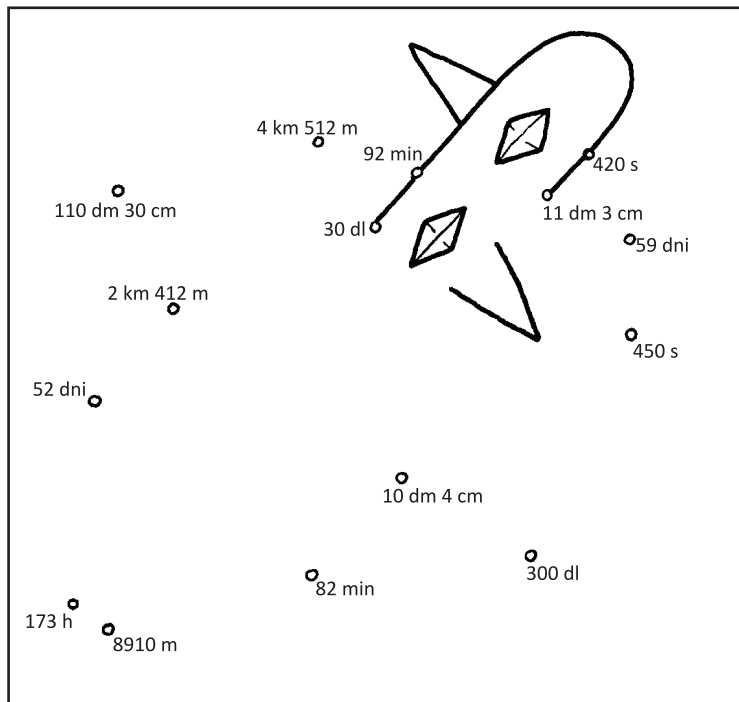 4 km 512 m
92 min
420 s
110 dm 30 cm
11 dm 3 cm
30 dl
59 dni
2 km 412 m
450 s
52 dni
10 dm 4 cm
300 dl
82 min
173 h
8910 m